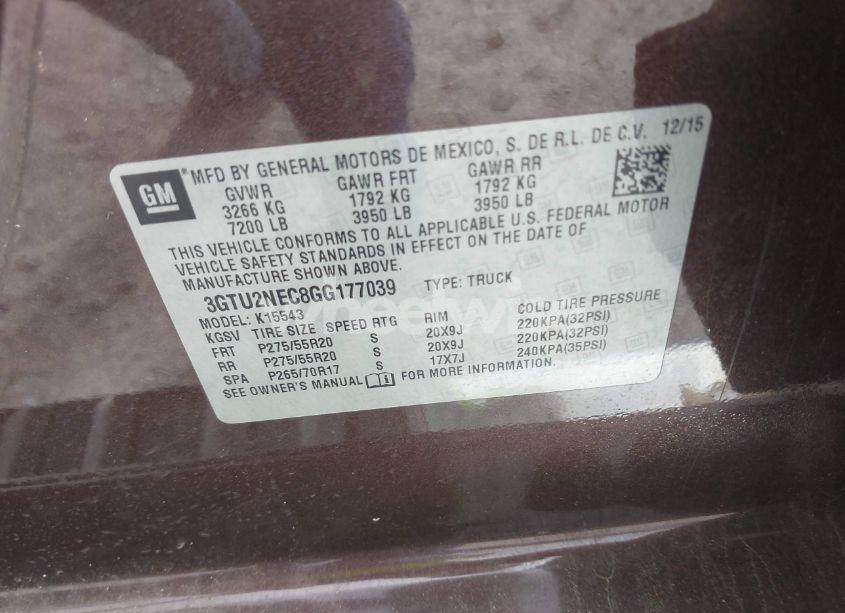 GM
*MFD BY GENERAL MOTORS DE MEXICO, S. DE R.L. DE C.V. 12/15
GVWR GAWR FRT GAWR RR
3266 KG 1792 KG 1792 KG
7200 LB 3950 LB 3950 LB
THIS VEHICLE CONFORMS TO ALL APPLICABLE U.S. FEDERAL MOTOR
VEHICLE SAFETY STANDARDS IN EFFECT ON THE DATE OF
MANUFACTURE SHOWN ABOVE.
3GTU2NEC8GG177039 TYPE: TRUCK
MODEL: K15543
KGSV TIRE SIZE SPEED RTG RIM COLD TIRE PRESSURE
FRT P275/55R20 S 20X9J 220KPA(32PSI)
RR P275/55R20 S 20X9J 220KPA(32PSI)
SPA P265/70R17 S 17X7J 240KPA(35PSI)
SEE OWNER'S MANUAL FOR MORE INFORMATION.